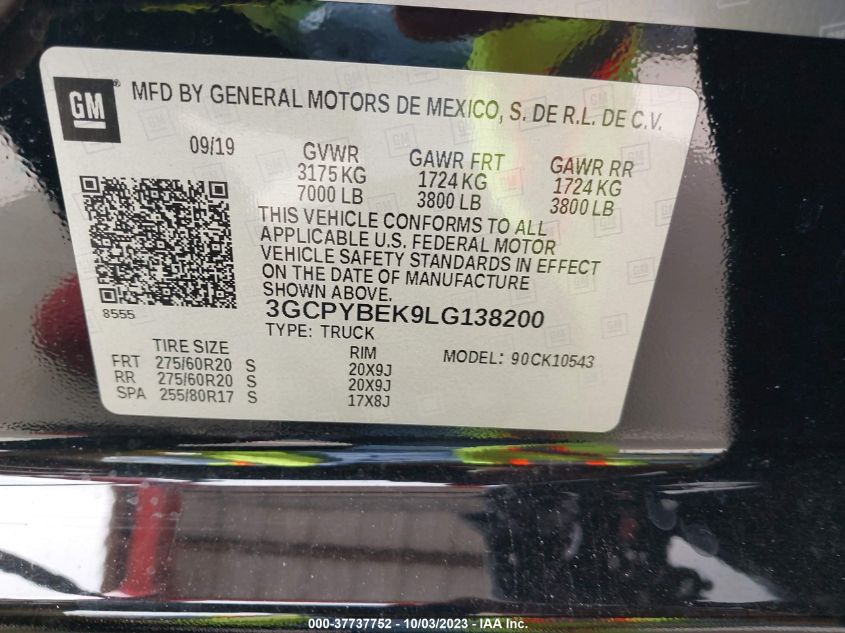 GM
®
MFD BY GENERAL MOTORS DE MEXICO, S. DE R.L. DE C.V.
09/19
GVWR
3175 KG
7000 LB
GAWR FRT
1724 KG
3800 LB
GAWR RR
1724 KG
3800 LB
THIS VEHICLE CONFORMS TO ALL
APPLICABLE U.S. FEDERAL MOTOR
VEHICLE SAFETY STANDARDS IN EFFECT
ON THE DATE OF MANUFACTURE
SHOWN ABOVE.
8555
3GCPYBEK9LG138200
TYPE: TRUCK
MODEL: 90CK10543
TIRE SIZE RIM
FRT 275/60R20 S 20X9J
RR 275/60R20 S 20X9J
SPA 255/80R17 S 17X8J
000-37737752 - 10/03/2023 - IAA Inc.